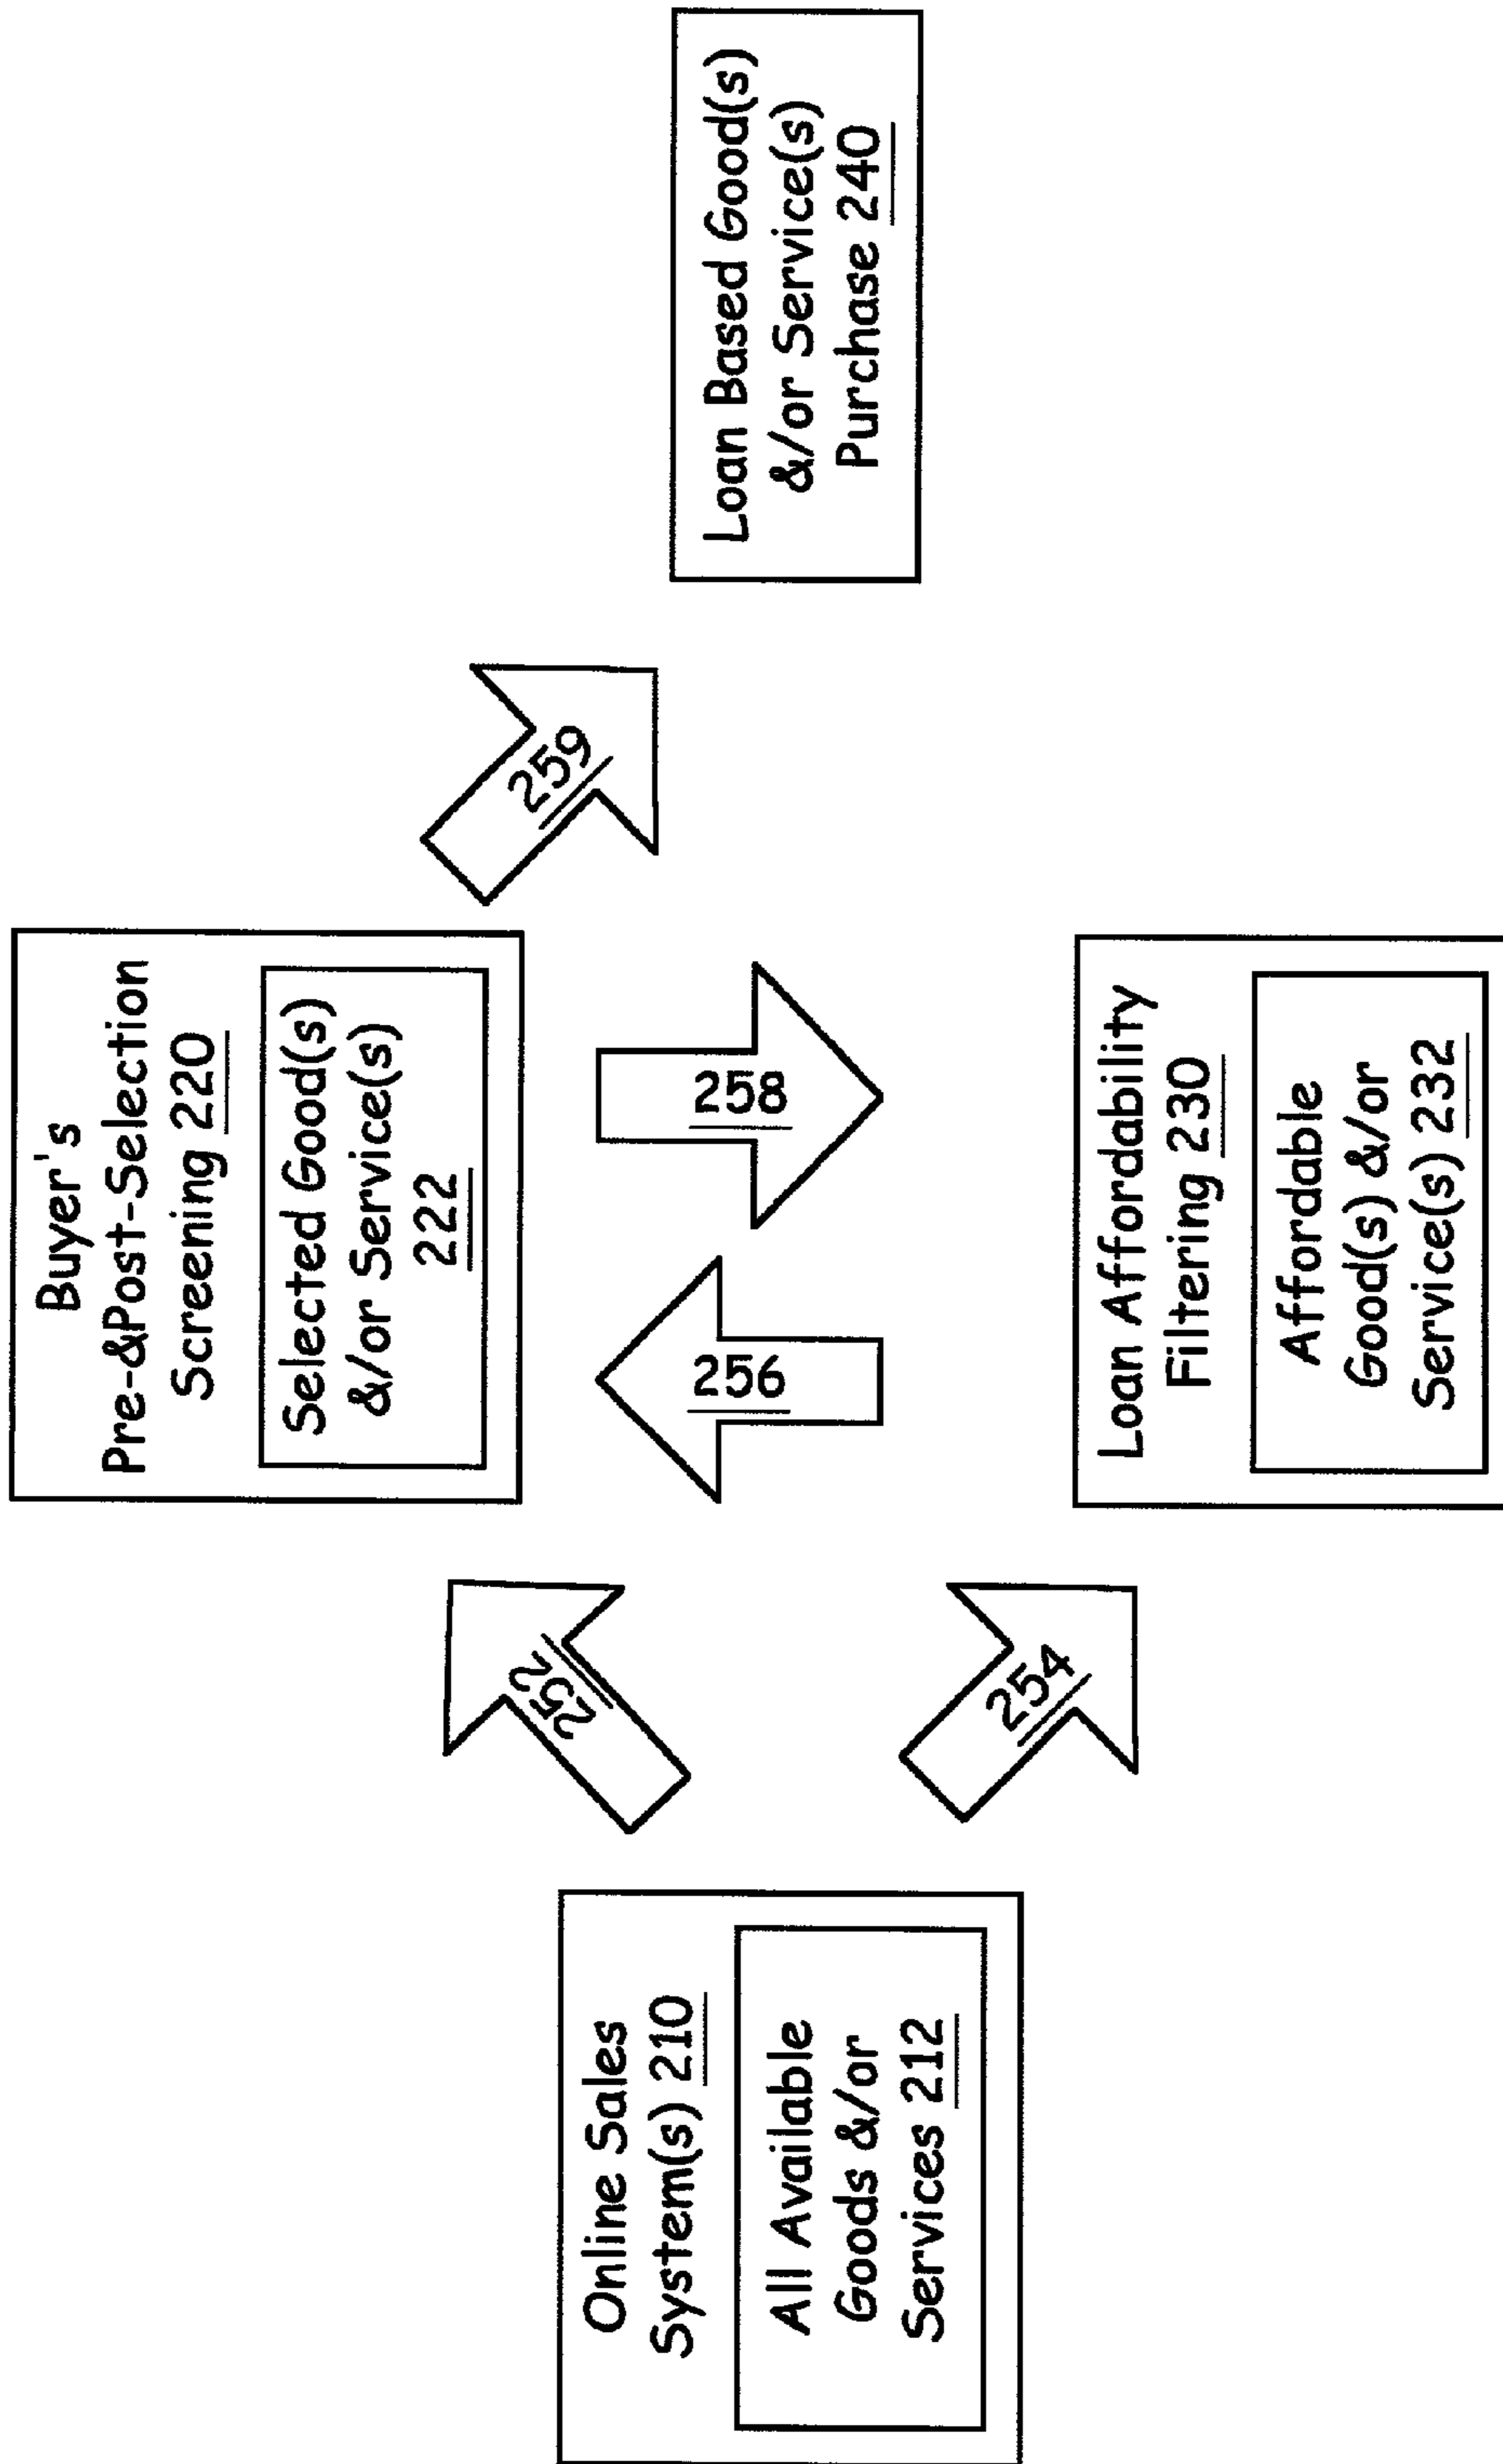 Online Sales
System(s) 210
All Available
Goods &/or
Services 212
252
254
Buyer's
Pre-&Post-Selection
Screening 220
Selected Good(s)
&/or Service(s)
222
256
258
Loan Affordability
Filtering 230
Affordable
Good(s) &/or
Service(s) 232
259
Loan Based Good(s)
&/or Service(s)
Purchase 240